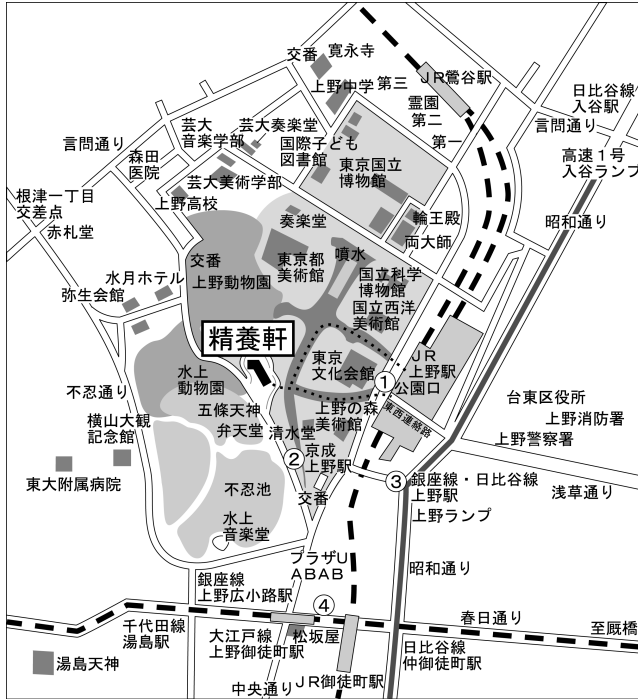 寛永寺
交番
上野中学
第三
霊園
第二
第一
JR鶯谷駅
日比谷線
入谷駅
言問通り
高速1号
入谷ランプ
昭和通り
言問通り
芸大
音楽学部
芸大奏楽堂
国際子ども
図書館
東京国立
博物館
森田
医院
芸大美術学部
上野高校
根津一丁目
交差点
赤札堂
奏楽堂
輪王殿
両大師
交番
上野動物園
東京都
美術館
噴水
国立科学
博物館
国立西洋
美術館
水月ホテル
弥生会館
精養軒
東京
文化会館
①
JR
上野駅
公園口
水上
動物園
不忍通り
横山大観
記念館
五條天神
弁天堂
清水堂
上野の森
美術館
東西連絡路
台東区役所
上野消防署
上野警察署
②
京成
上野駅
③
銀座線・日比谷線
上野駅
上野ランプ
浅草通り
東大附属病院
不忍池
水上
音楽堂
交番
プラザU
ABAB
昭和通り
銀座線
上野広小路駅
④
春日通り
至厩橋
千代田線
湯島駅
大江戸線
上野御徒町駅
松坂屋
日比谷線
仲御徒町駅
湯島天神
中央通り
JR御徒町駅